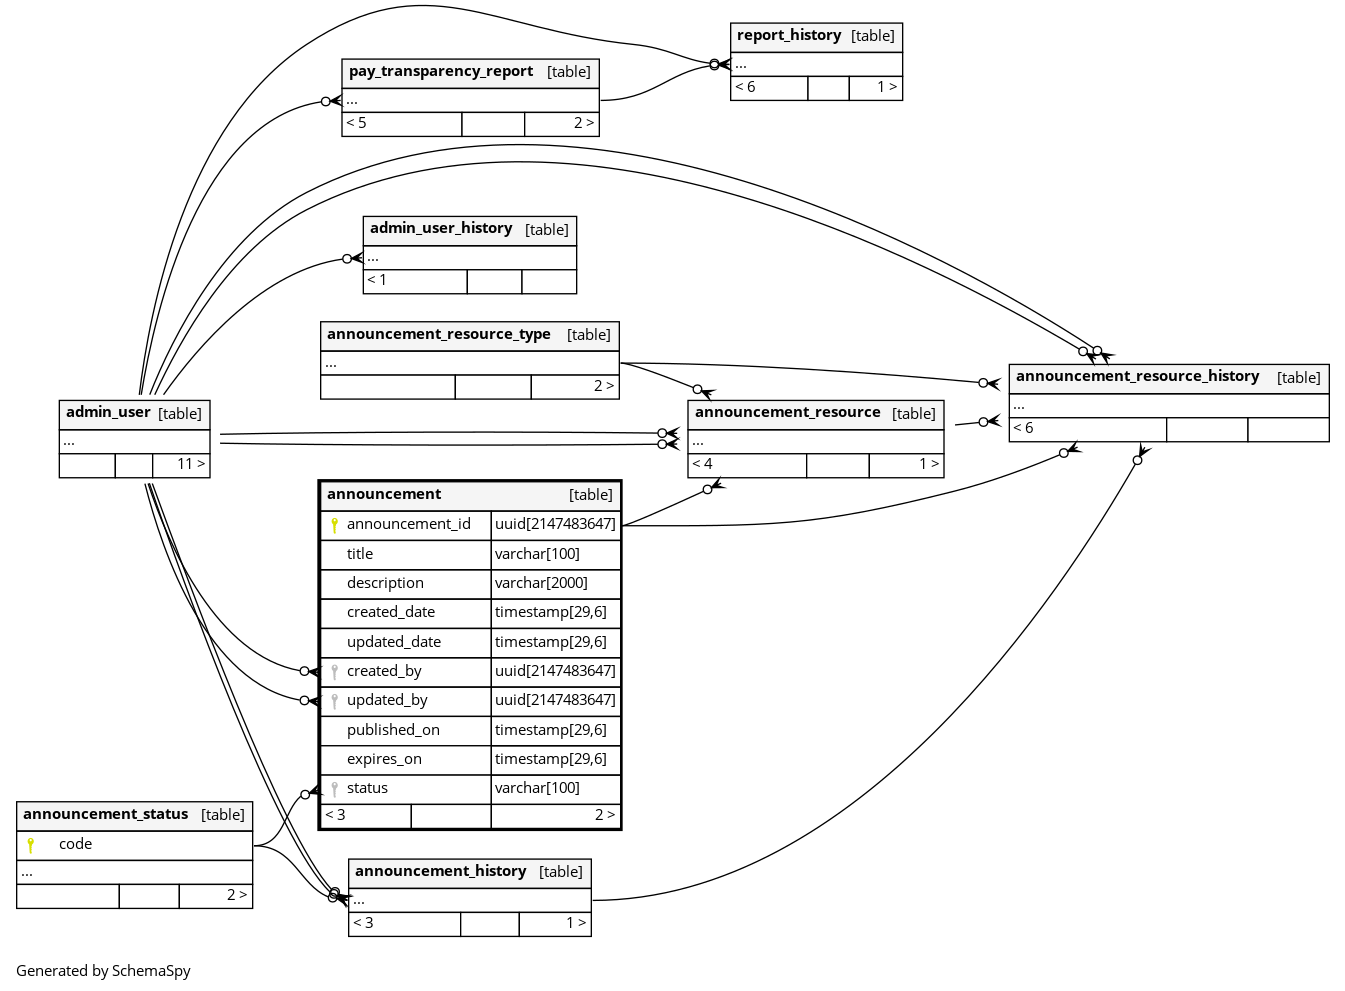 report_history [table]
...
< 6 1 >
pay_transparency_report [table]
...
< 5 2 >
admin_user_history [table]
...
< 1
announcement_resource_type [table]
...
2 >
announcement_resource_history [table]
...
< 6
admin_user [table]
...
11 >
announcement_resource [table]
...
< 4 1 >
announcement [table]
announcement_id uuid[2147483647]
title varchar[100]
description varchar[2000]
created_date timestamp[29,6]
updated_date timestamp[29,6]
created_by uuid[2147483647]
updated_by uuid[2147483647]
published_on timestamp[29,6]
expires_on timestamp[29,6]
status varchar[100]
< 3 2 >
announcement_status [table]
code
...
2 >
announcement_history [table]
...
< 3 1 >
Generated by SchemaSpy